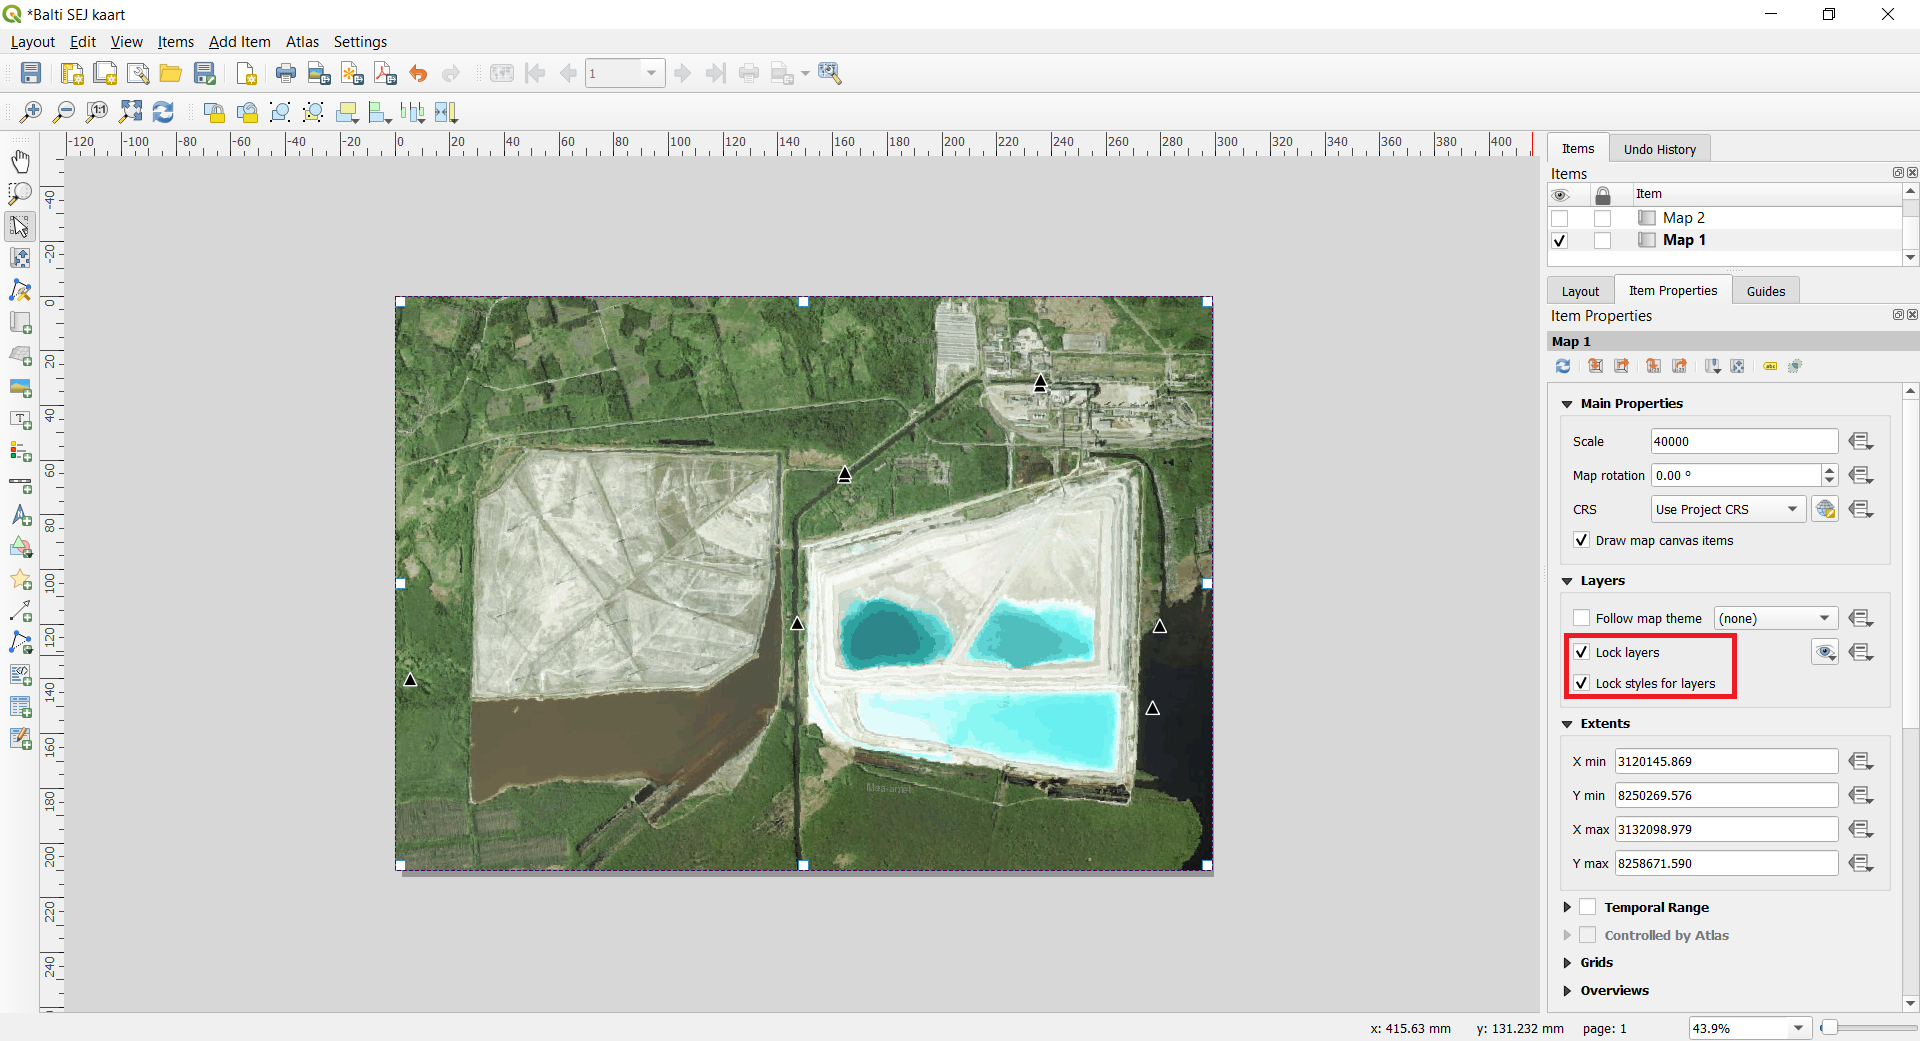 *Balti SEJ kaart
Layout Edit View Items Add Item Atlas Settings
1
-120 -100 -80 -60 -40 -20 0 20 40 60 80 100 120 140 160 180 200 220 240 260 280 300 320 340 360 380 400
-40
-20
0
20
40
60
80
100
120
140
160
180
200
220
240
Items Undo History
Items
Item
Map 2
Map 1
Layout Item Properties Guides
Item Properties
Map 1
abc
Main Properties
Scale 40000
Map rotation 0.00 °
CRS Use Project CRS
Draw map canvas items
Layers
Follow map theme (none)
Lock layers
Lock styles for layers
Extents
X min 3120145.869
Y min 8250269.576
X max 3132098.979
Y max 8258671.590
Temporal Range
Controlled by Atlas
Grids
Overviews
x: 415.63 mm y: 131.232 mm page: 1 43.9%